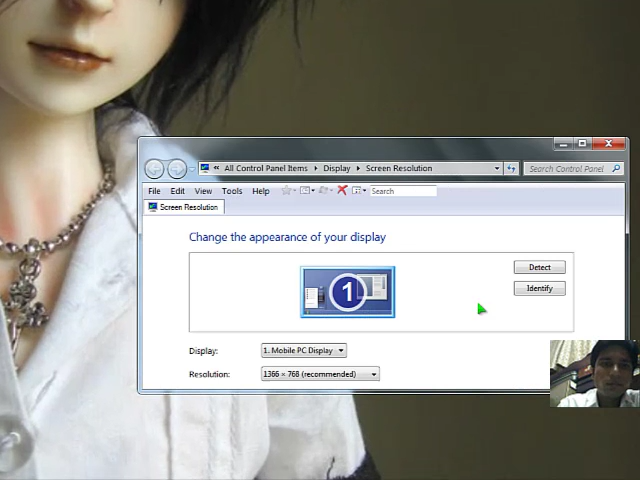 « All Control Panel Items ▸ Display ▸ Screen Resolution
Search Control Panel
File Edit View Tools Help
Search
Screen Resolution
Change the appearance of your display
1
Detect
Identify
Display: 1. Mobile PC Display
Resolution: 1366 × 768 (recommended)